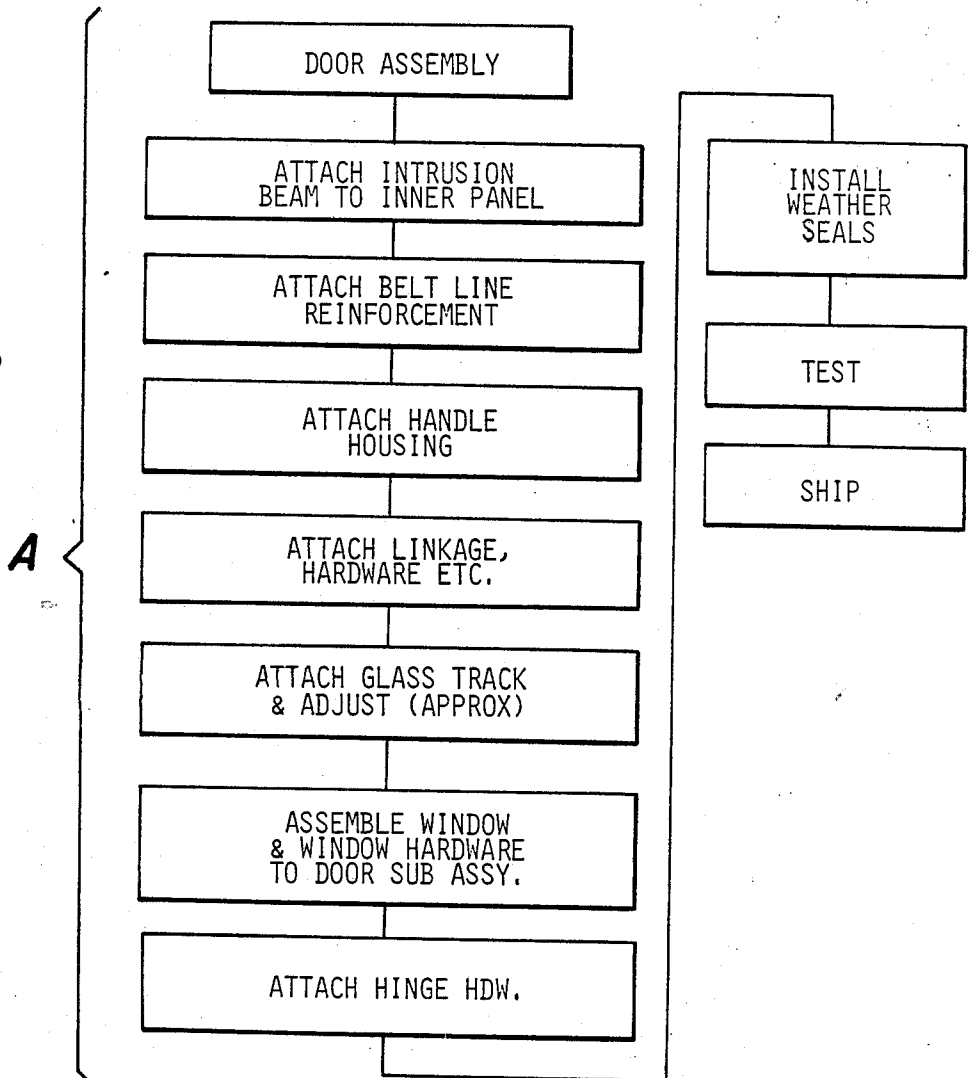 DOOR ASSEMBLY
ATTACH INTRUSION
BEAM TO INNER PANEL
ATTACH BELT LINE
REINFORCEMENT
ATTACH HANDLE
HOUSING
A
ATTACH LINKAGE,
HARDWARE ETC.
ATTACH GLASS TRACK
& ADJUST (APPROX)
ASSEMBLE WINDOW
& WINDOW HARDWARE
TO DOOR SUB ASSY.
ATTACH HINGE HDW.
INSTALL
WEATHER
SEALS
TEST
SHIP